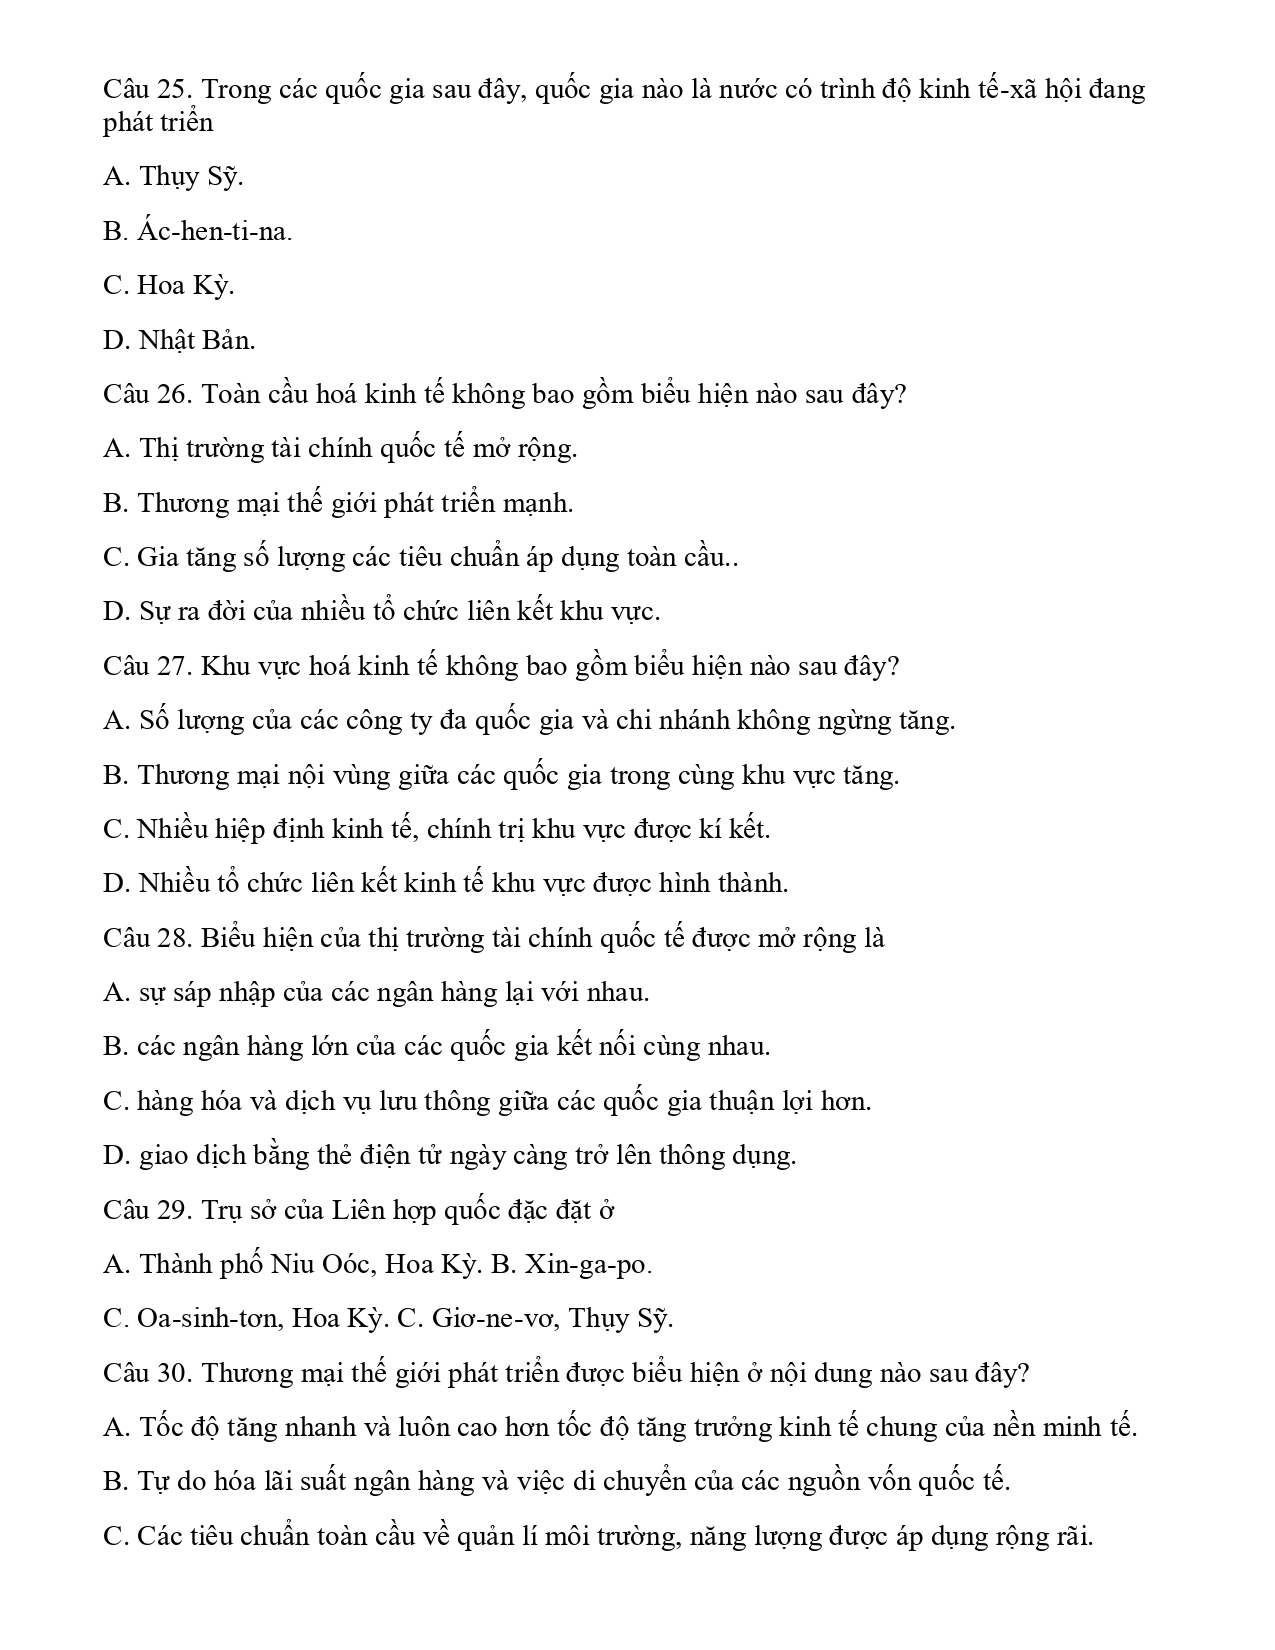 Câu 25. Trong các quốc gia sau đây, quốc gia nào là nước có trình độ kinh tế-xã hội đang
phát triển
A. Thụy Sỹ.
B. Ác-hen-ti-na.
C. Hoa Kỳ.
D. Nhật Bản.
Câu 26. Toàn cầu hoá kinh tế không bao gồm biểu hiện nào sau đây?
A. Thị trường tài chính quốc tế mở rộng.
B. Thương mại thế giới phát triển mạnh.
C. Gia tăng số lượng các tiêu chuẩn áp dụng toàn cầu..
D. Sự ra đời của nhiều tổ chức liên kết khu vực.
Câu 27. Khu vực hoá kinh tế không bao gồm biểu hiện nào sau đây?
A. Số lượng của các công ty đa quốc gia và chi nhánh không ngừng tăng.
B. Thương mại nội vùng giữa các quốc gia trong cùng khu vực tăng.
C. Nhiều hiệp định kinh tế, chính trị khu vực được kí kết.
D. Nhiều tổ chức liên kết kinh tế khu vực được hình thành.
Câu 28. Biểu hiện của thị trường tài chính quốc tế được mở rộng là
A. sự sáp nhập của các ngân hàng lại với nhau.
B. các ngân hàng lớn của các quốc gia kết nối cùng nhau.
C. hàng hóa và dịch vụ lưu thông giữa các quốc gia thuận lợi hơn.
D. giao dịch bằng thẻ điện tử ngày càng trở lên thông dụng.
Câu 29. Trụ sở của Liên hợp quốc đặc đặt ở
A. Thành phố Niu Oóc, Hoa Kỳ. B. Xin-ga-po.
C. Oa-sinh-tơn, Hoa Kỳ. C. Giơ-ne-vơ, Thụy Sỹ.
Câu 30. Thương mại thế giới phát triển được biểu hiện ở nội dung nào sau đây?
A. Tốc độ tăng nhanh và luôn cao hơn tốc độ tăng trưởng kinh tế chung của nền minh tế.
B. Tự do hóa lãi suất ngân hàng và việc di chuyển của các nguồn vốn quốc tế.
C. Các tiêu chuẩn toàn cầu về quản lí môi trường, năng lượng được áp dụng rộng rãi.